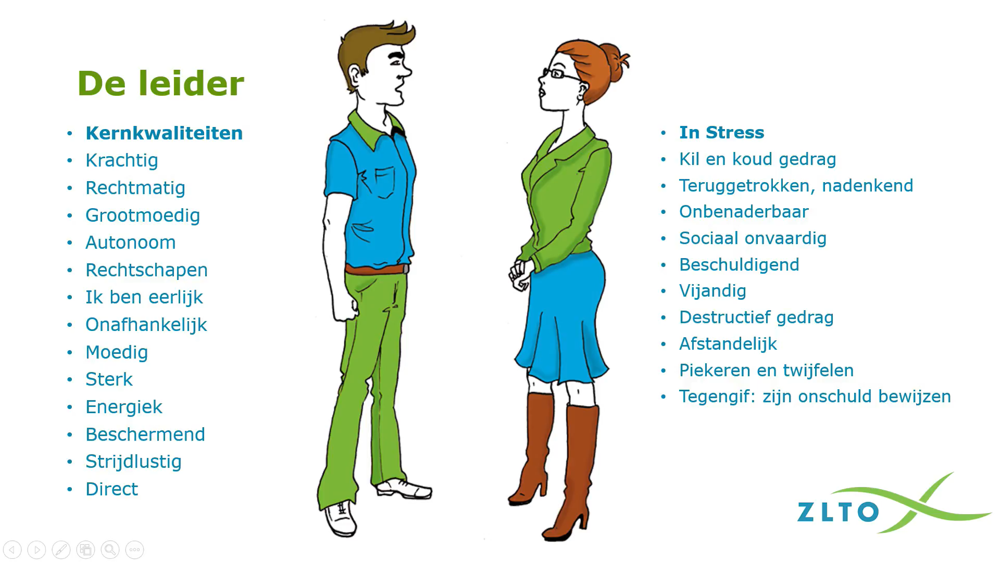 De leider
Kernkwaliteiten
Krachtig
Rechtmatig
Grootmoedig
Autonoom
Rechtschapen
Ik ben eerlijk
Onafhankelijk
Moedig
Sterk
Energiek
Beschermend
Strijdlustig
Direct
In Stress
Kil en koud gedrag
Teruggetrokken, nadenkend
Onbenaderbaar
Sociaal onvaardig
Beschuldigend
Vijandig
Destructief gedrag
Afstandelijk
Piekeren en twijfelen
Tegengif: zijn onschuld bewijzen
ZLTO